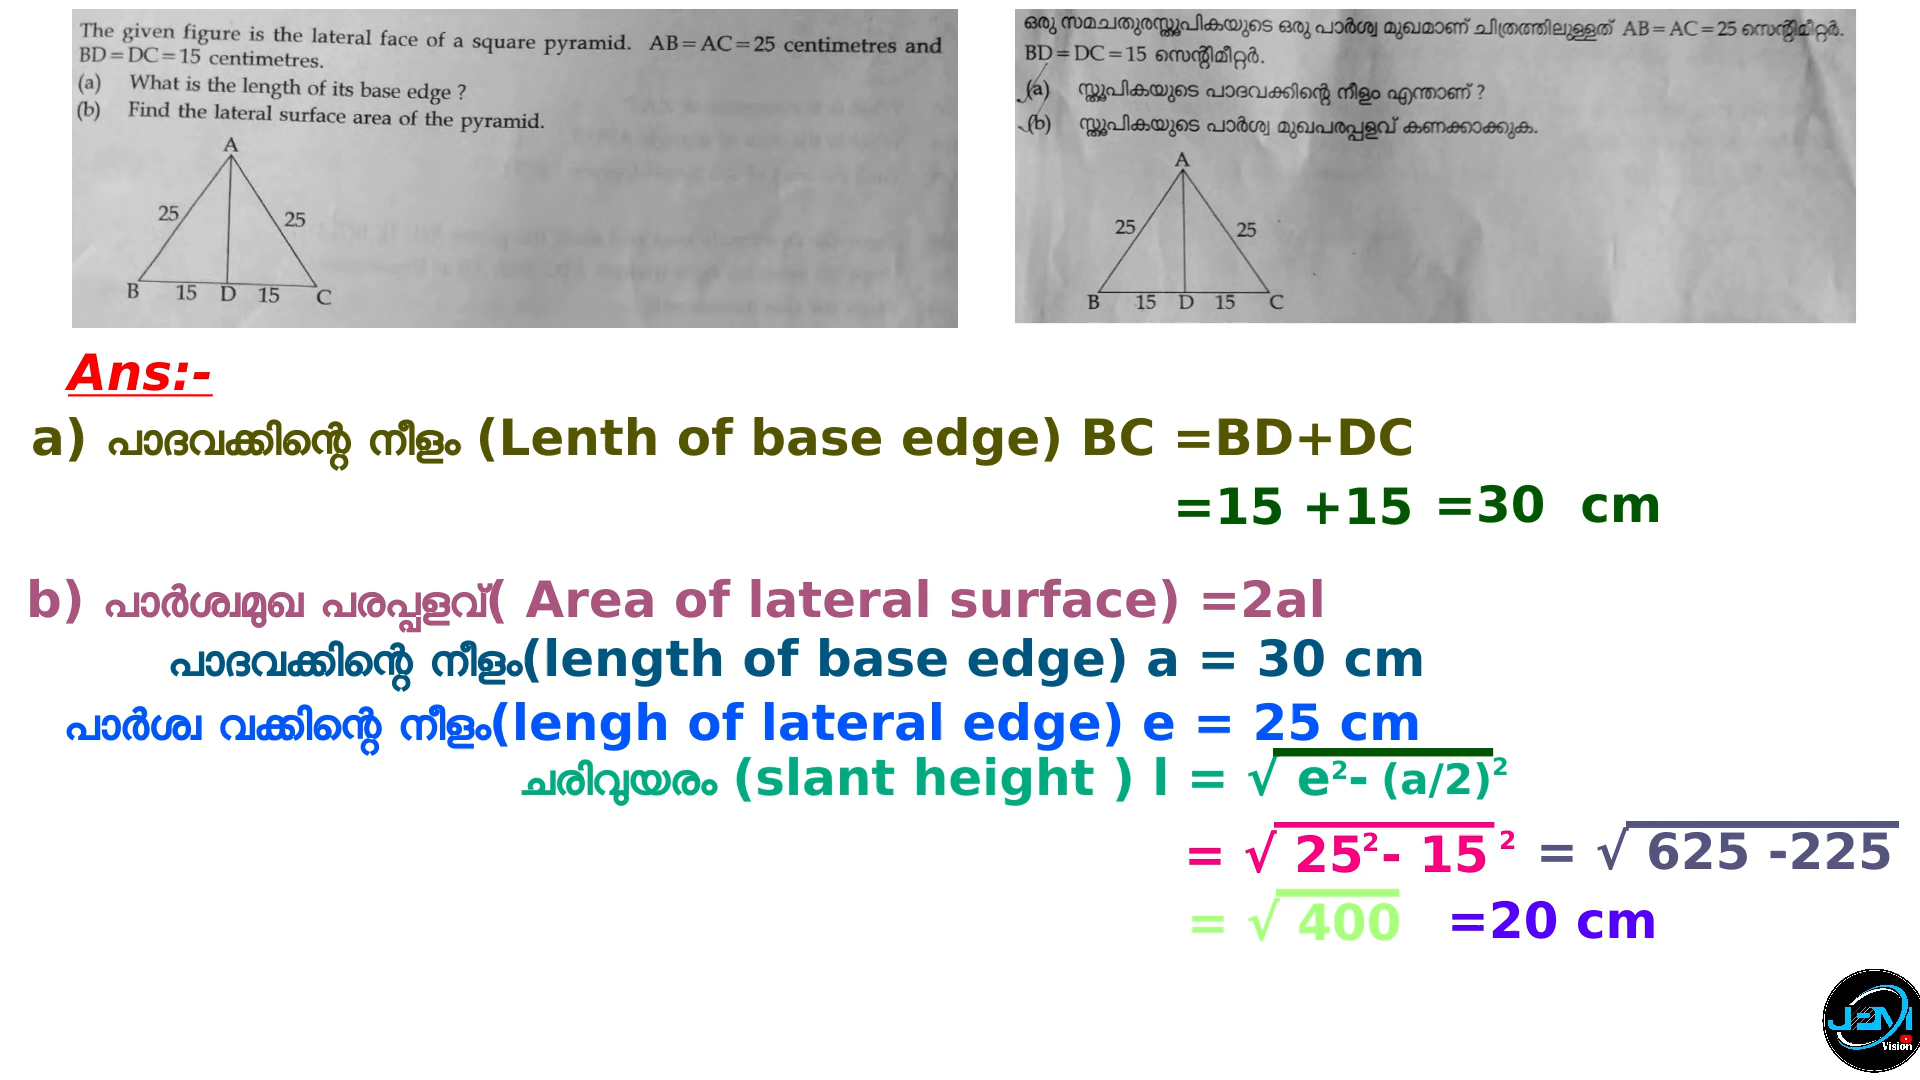 The given figure is the lateral face of a square pyramid. AB=AC=25 centimetres and
BD=DC=15 centimetres.
(a) What is the length of its base edge ?
(b) Find the lateral surface area of the pyramid.
A
25 25
B 15 D 15 C
ഒരു സമചതുരസ്തൂപികയുടെ ഒരു പാർശ്വ മുഖമാണ് ചിത്രത്തിലുള്ളത് AB=AC=25 സെന്റിമീറ്റർ.
BD=DC=15 സെന്റിമീറ്റർ.
(a) സ്തൂപികയുടെ പാദവക്കിന്റെ നീളം എന്താണ് ?
(b) സ്തൂപികയുടെ പാർശ്വ മുഖപരപ്പളവ് കണക്കാക്കുക.
A
25 25
B 15 D 15 C
Ans:-
a) പാദവക്കിന്റെ നീളം (Lenth of base edge) BC =BD+DC
=15 +15 =30 cm
b) പാർശ്വമുഖ പരപ്പളവ്( Area of lateral surface) =2al
പാദവക്കിന്റെ നീളം(length of base edge) a = 30 cm
പാർശ്വ വക്കിന്റെ നീളം(lengh of lateral edge) e = 25 cm
ചരിവുയരം (slant height ) l = √ e²- (a/2)²
= √ 25²- 15 ² = √ 625 -225
= √ 400 =20 cm
JEM
Vision